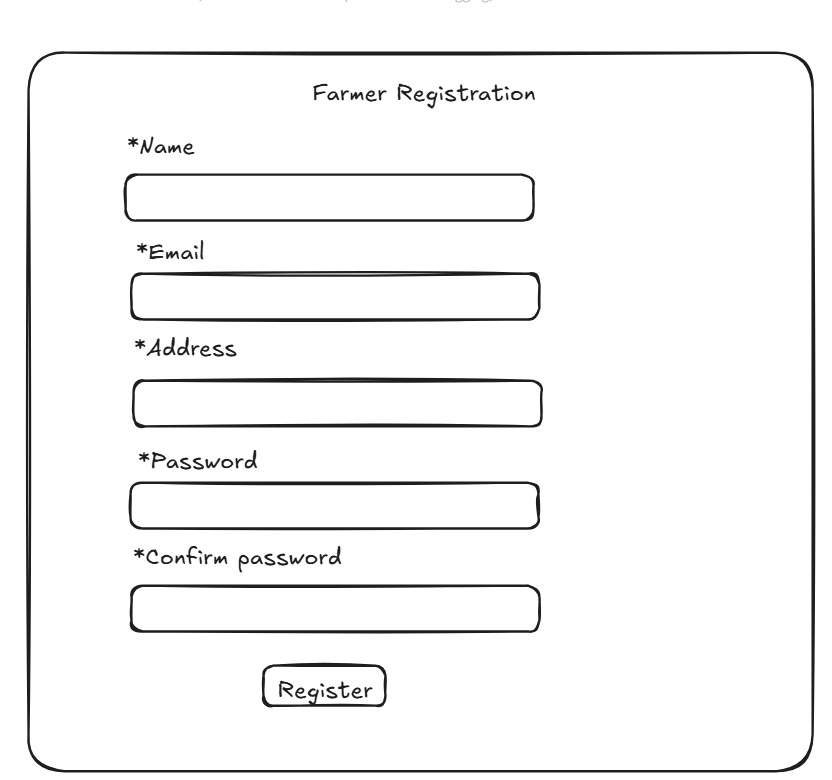 Farmer Registration
*Name
*Email
*Address
*Password
*Confirm password
Register